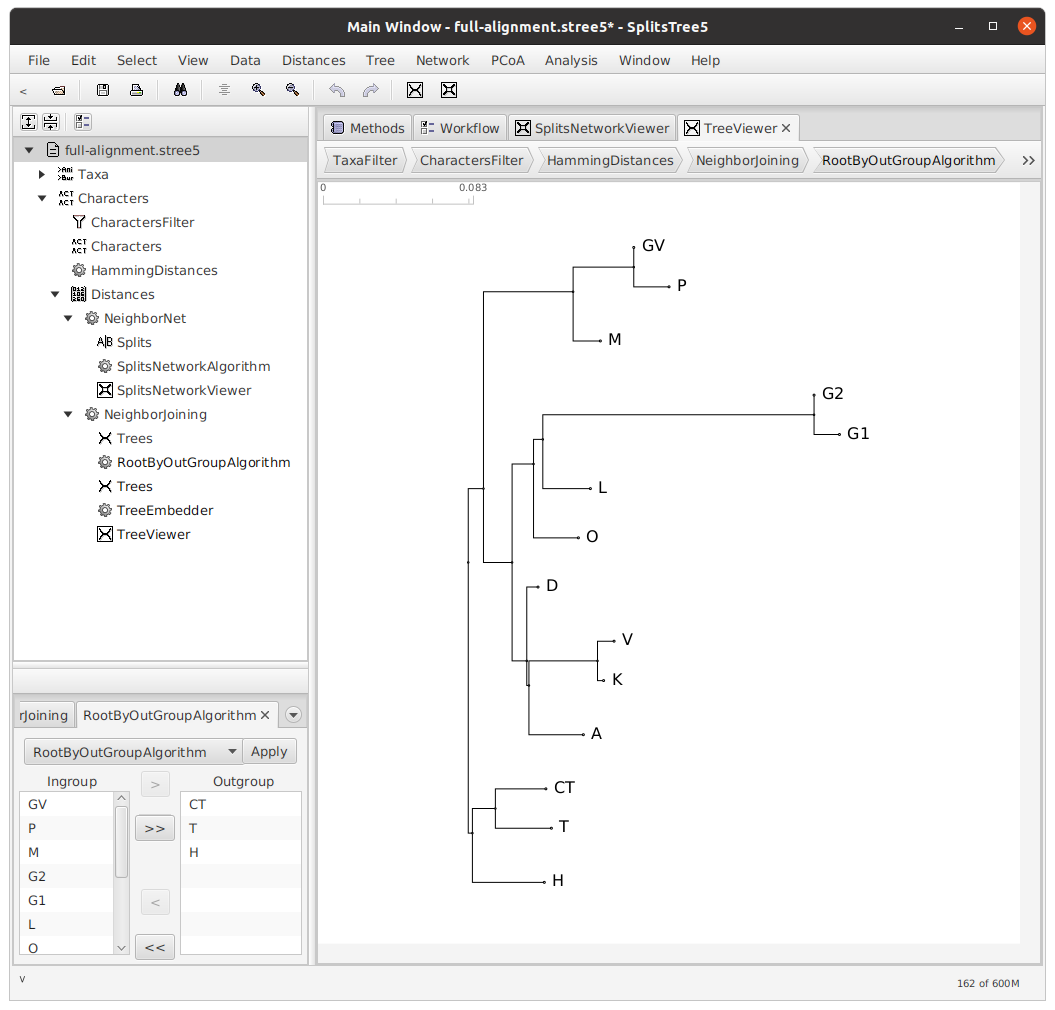 Main Window - full-alignment.stree5* - SplitsTree5
File Edit Select View Data Distances Tree Network PCoA Analysis Window Help
<
full-alignment.stree5
Taxa
Characters
CharactersFilter
Characters
HammingDistances
Distances
NeighborNet
A|B Splits
SplitsNetworkAlgorithm
SplitsNetworkViewer
NeighborJoining
Trees
RootByOutGroupAlgorithm
Trees
TreeEmbedder
TreeViewer
rJoining RootByOutGroupAlgorithm
RootByOutGroupAlgorithm Apply
Ingroup > Outgroup
GV CT
P >> T
M H
G2
G1 <
L
O <<
Methods Workflow SplitsNetworkViewer TreeViewer
TaxaFilter CharactersFilter HammingDistances NeighborJoining RootByOutGroupAlgorithm >>
0 0.083
GV
P
M
G2
G1
L
O
D
V
K
A
CT
T
H
v 162 of 600M